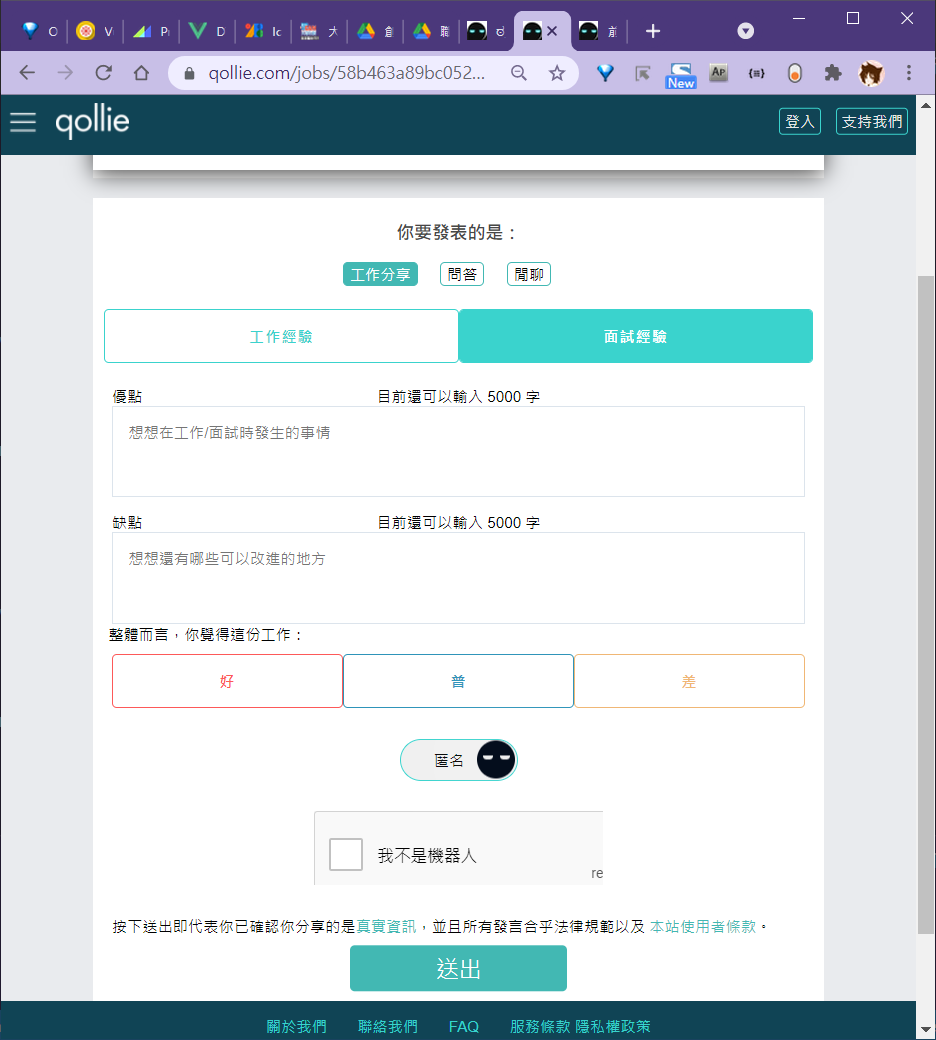 qollie.com/jobs/58b463a89bc052...
New
AP
qollie
登入
支持我們
你要發表的是：
工作分享 問答 閒聊
工作經驗 面試經驗
優點 目前還可以輸入 5000 字
想想在工作/面試時發生的事情
缺點 目前還可以輸入 5000 字
想想還有哪些可以改進的地方
整體而言，你覺得這份工作：
好 普 差
匿名
我不是機器人
re
按下送出即代表你已確認你分享的是真實資訊，並且所有發言合乎法律規範以及 本站使用者條款。
送出
關於我們 聯絡我們 FAQ 服務條款 隱私權政策